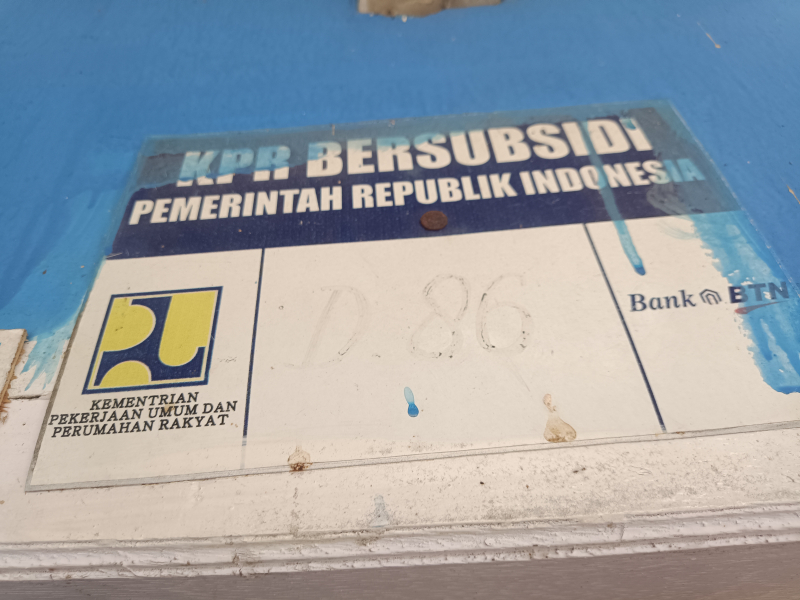 KPR BERSUBSIDI
PEMERINTAH REPUBLIK INDONESIA
D. 86
Bank BTN
KEMENTRIAN
PEKERJAAN UMUM DAN
PERUMAHAN RAKYAT